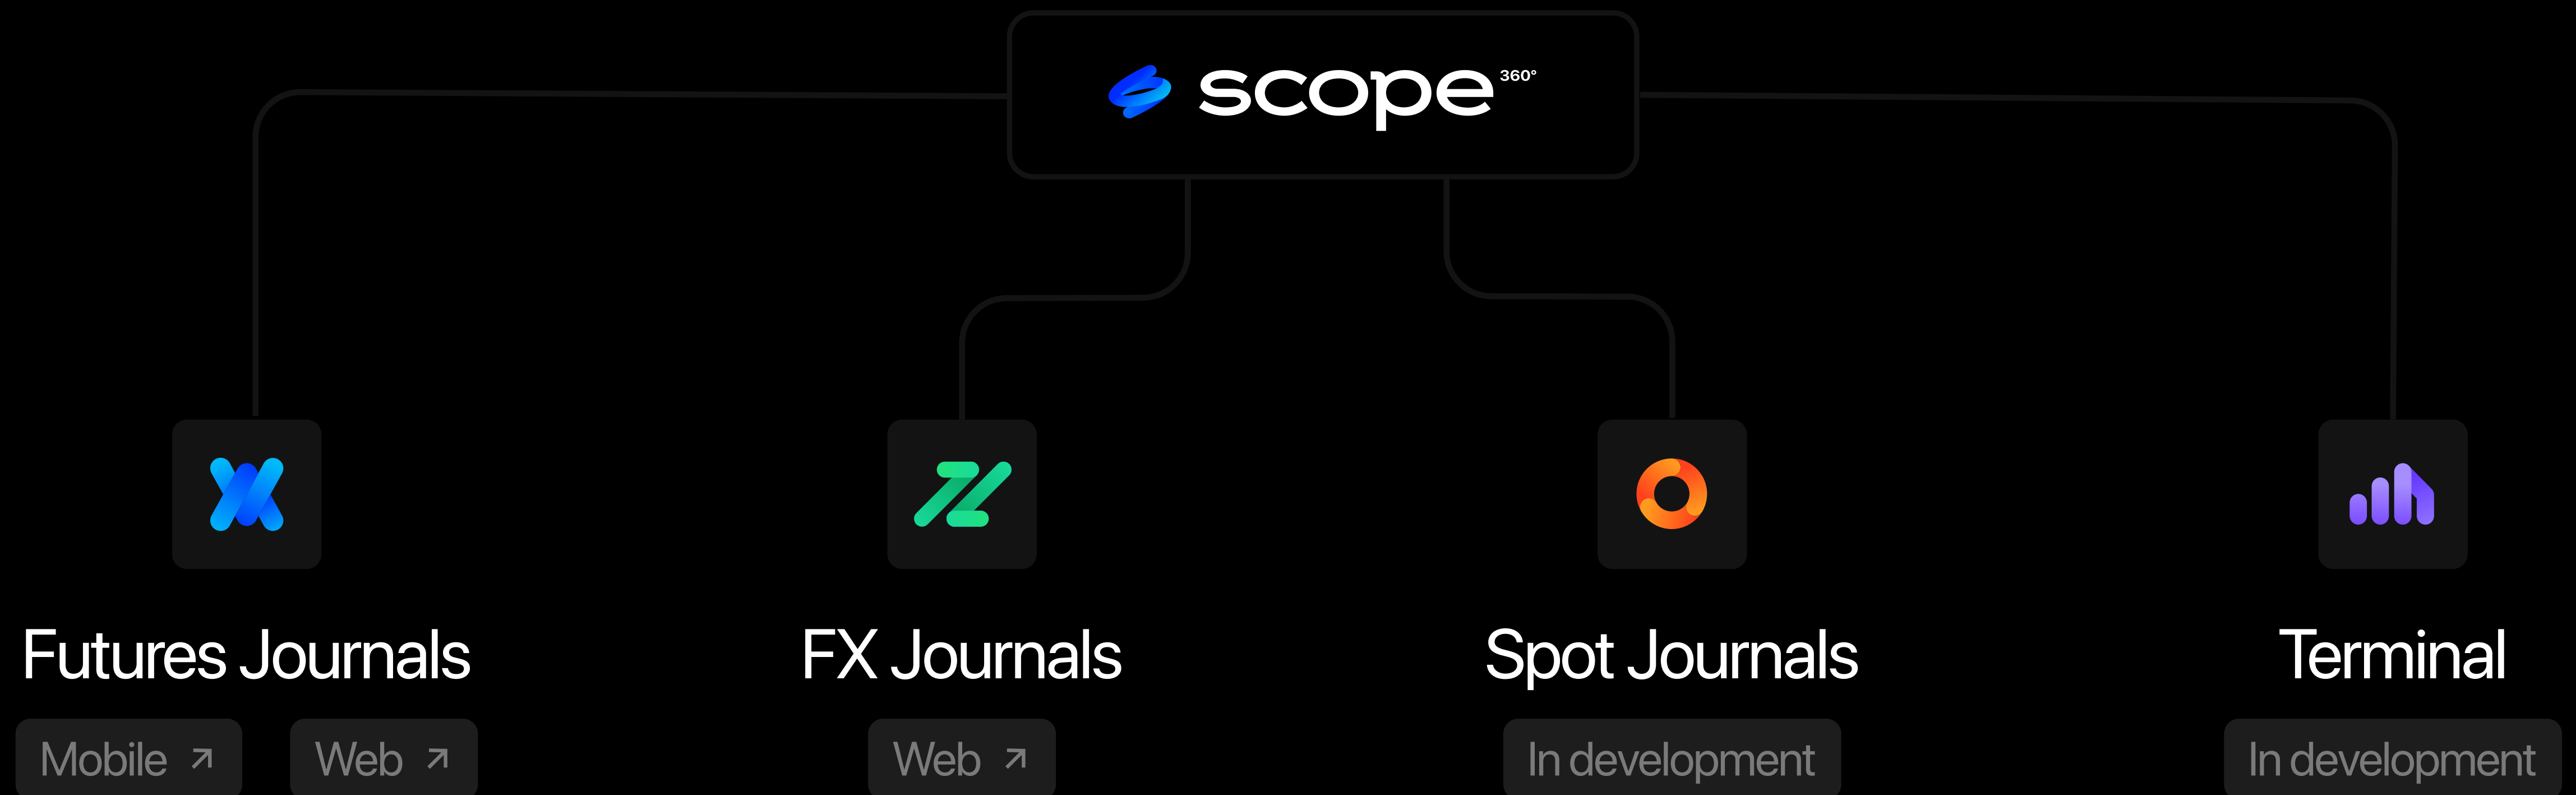 scope 360°
Futures Journals
Mobile
Web
FX Journals
Web
Spot Journals
In development
Terminal
In development